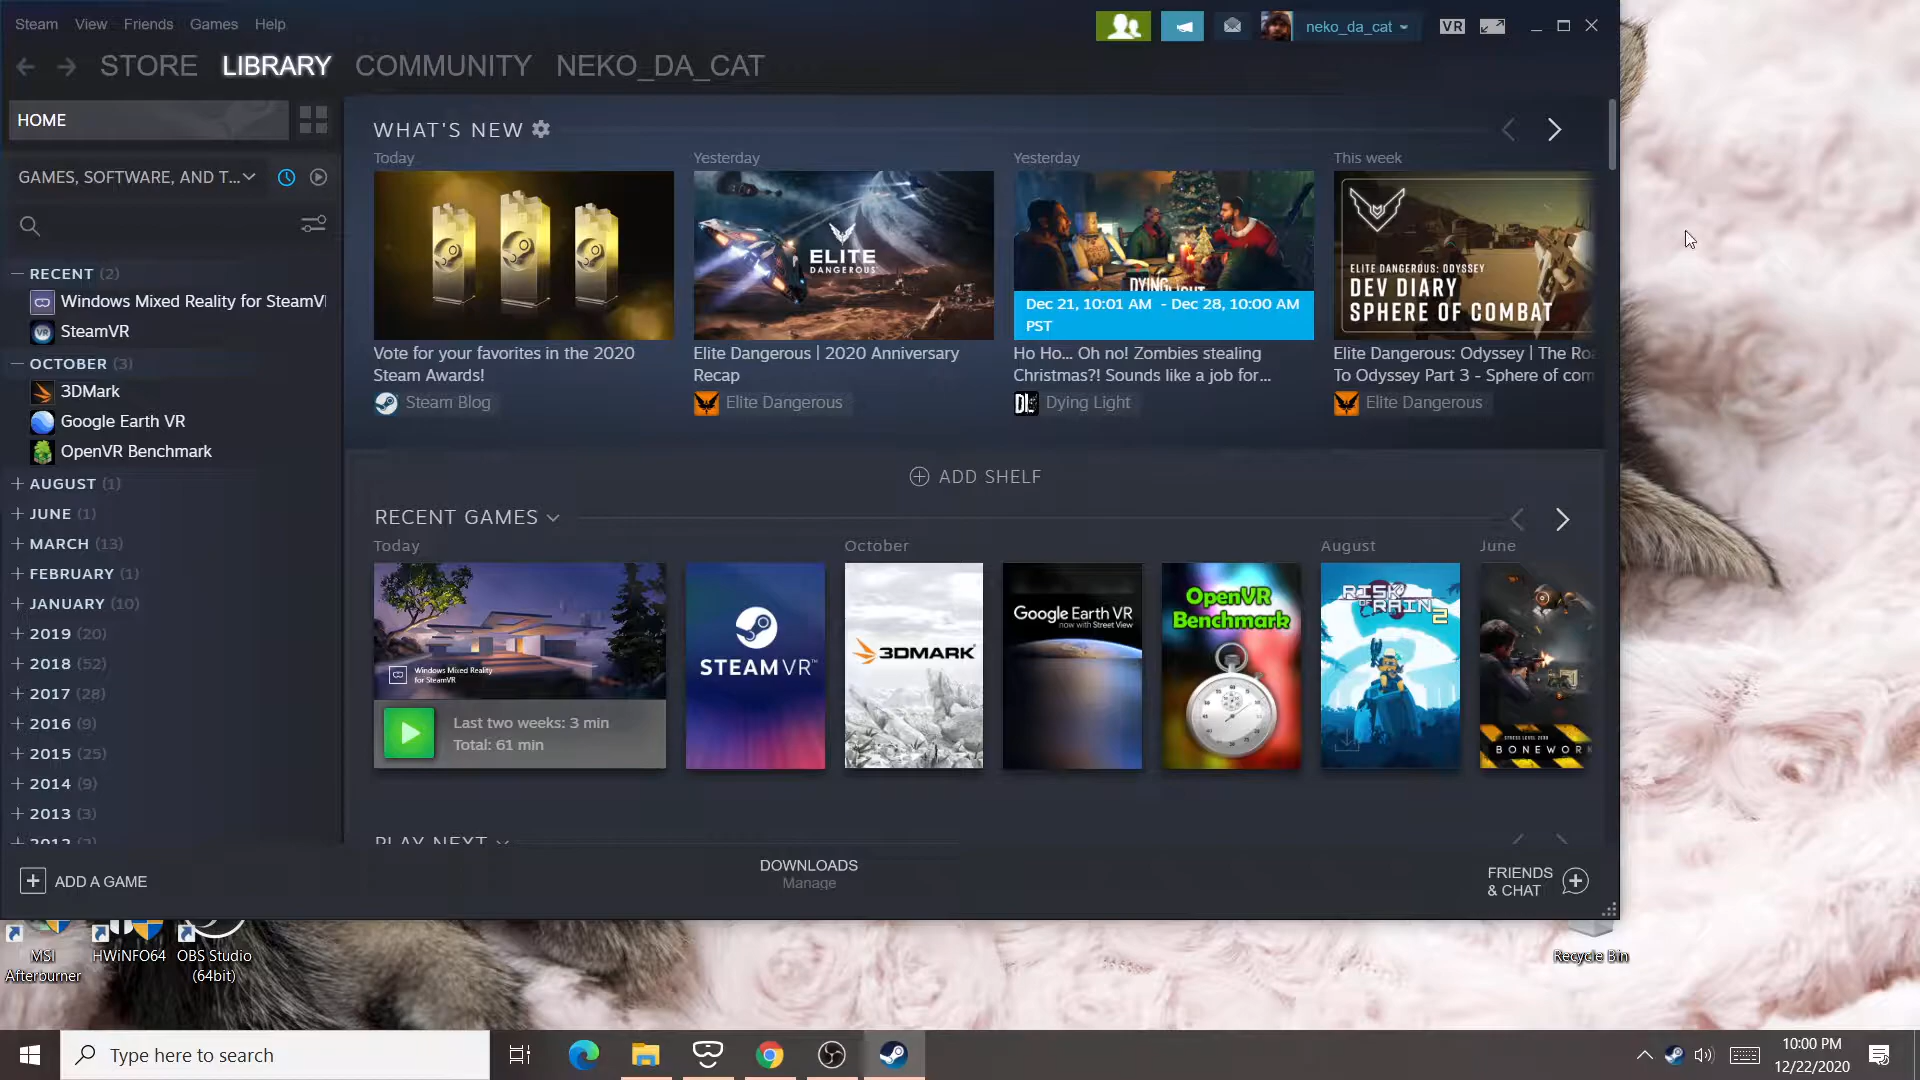 Steam View Friends Games Help
neko_da_cat
VR
STORE LIBRARY COMMUNITY NEKO_DA_CAT
HOME
GAMES, SOFTWARE, AND T...
RECENT (2)
Windows Mixed Reality for SteamV
SteamVR
OCTOBER (3)
3DMark
Google Earth VR
OpenVR Benchmark
AUGUST (1)
JUNE (1)
MARCH (13)
FEBRUARY (1)
JANUARY (10)
2019 (20)
2018 (52)
2017 (28)
2016 (9)
2015 (25)
2014 (9)
2013 (3)
2012 (2)
ADD A GAME
WHAT'S NEW
Today
Vote for your favorites in the 2020
Steam Awards!
Steam Blog
Yesterday
ELITE
DANGEROUS
Elite Dangerous | 2020 Anniversary
Recap
Elite Dangerous
Yesterday
DYING LIGHT
Dec 21, 10:01 AM - Dec 28, 10:00 AM
PST
Ho Ho... Oh no! Zombies stealing
Christmas?! Sounds like a job for...
DL
Dying Light
This week
ELITE DANGEROUS: ODYSSEY
DEV DIARY
SPHERE OF COMBAT
Elite Dangerous: Odyssey | The Roa
To Odyssey Part 3 - Sphere of com
Elite Dangerous
ADD SHELF
RECENT GAMES
Today
Windows Mixed Reality
for SteamVR
Last two weeks: 3 min
Total: 61 min
STEAMVR™
October
3DMARK
Google Earth VR
now with Street View
OpenVR
Benchmark
August
RISK
OF RAIN 2
June
STRESS LEVEL ZERO
BONEWORK
PLAY NEXT
DOWNLOADS
Manage
FRIENDS
& CHAT
MSI
Afterburner
HWiNFO64
OBS Studio
(64bit)
Recycle Bin
Type here to search
10:00 PM
12/22/2020